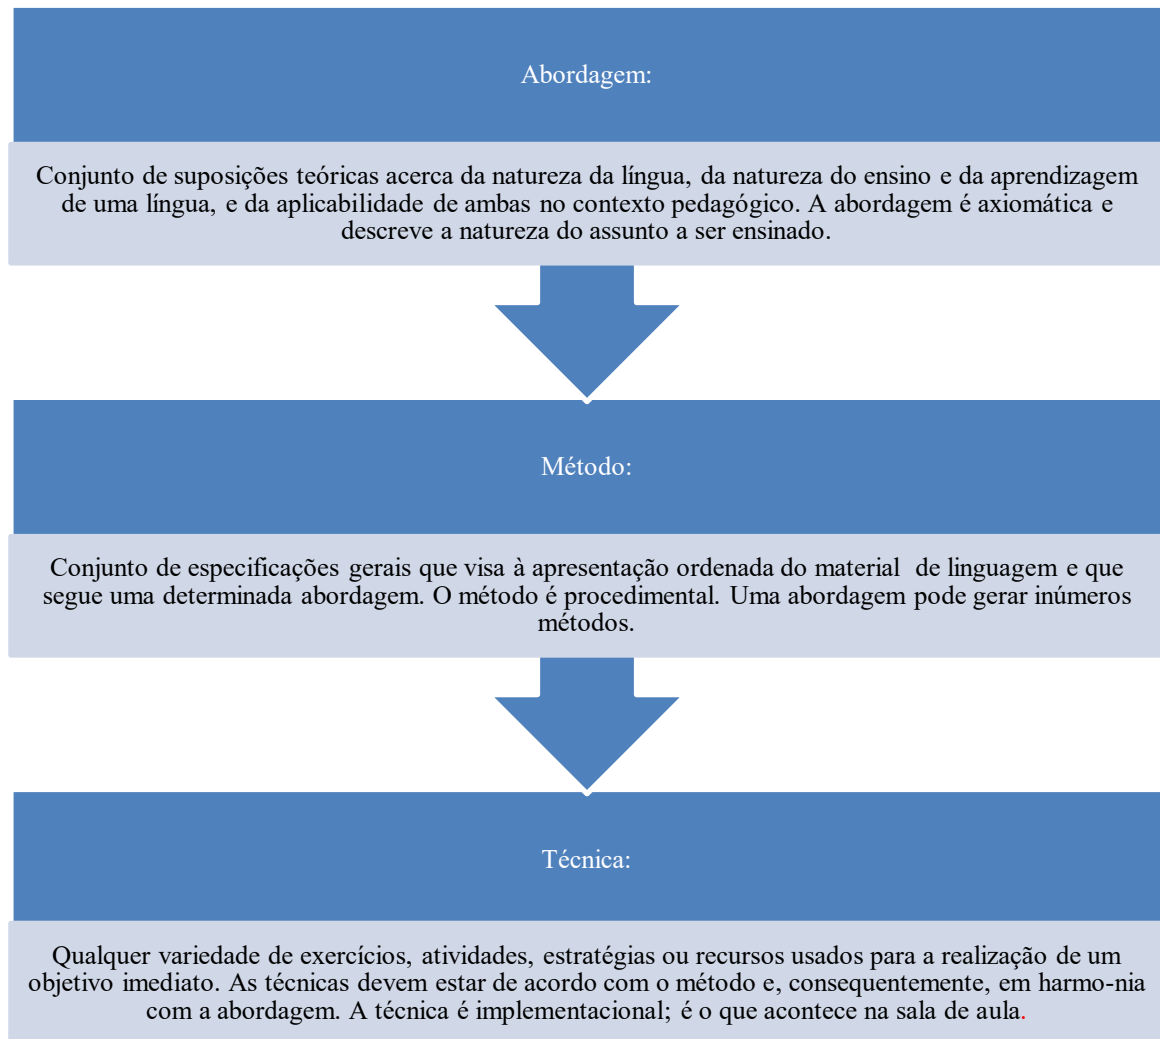 Abordagem:
Conjunto de suposições teóricas acerca da natureza da língua, da natureza do ensino e da aprendizagem
de uma língua, e da aplicabilidade de ambas no contexto pedagógico. A abordagem é axiomática e
descreve a natureza do assunto a ser ensinado.
Método:
Conjunto de especificações gerais que visa à apresentação ordenada do material de linguagem e que
segue uma determinada abordagem. O método é procedimental. Uma abordagem pode gerar inúmeros
métodos.
Técnica:
Qualquer variedade de exercícios, atividades, estratégias ou recursos usados para a realização de um
objetivo imediato. As técnicas devem estar de acordo com o método e, consequentemente, em harmo-nia
com a abordagem. A técnica é implementacional; é o que acontece na sala de aula.